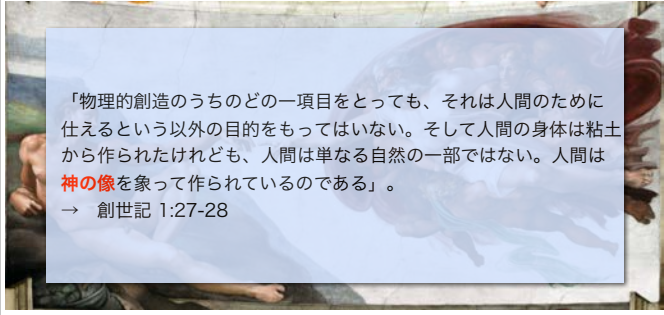 「物理的創造のうちのどの一項目をとっても、それは人間のために
仕えるという以外の目的をもってはいない。そして人間の身体は粘土
から作られたけれども、人間は単なる自然の一部ではない。人間は
神の像を象って作られているのである」。
→　創世記 1:27-28